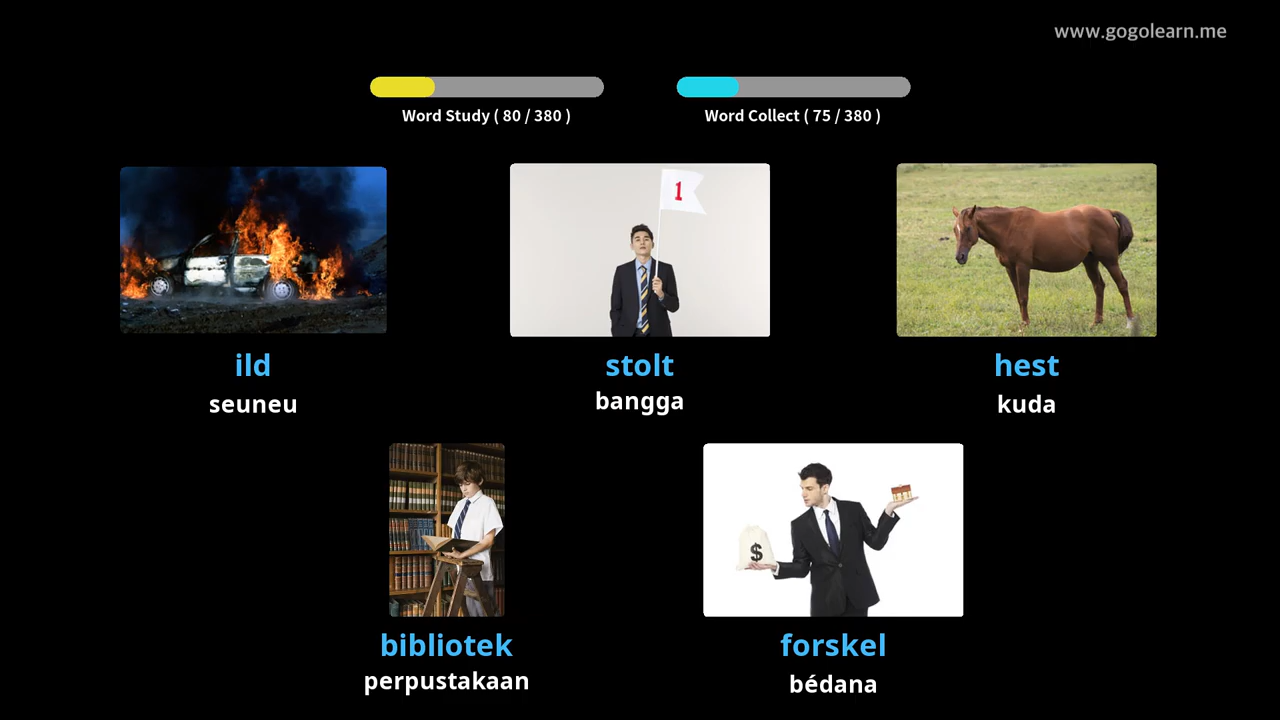 www.gogolearn.me
Word Study ( 80 / 380 )
Word Collect ( 75 / 380 )
1
ild
seuneu
stolt
bangga
hest
kuda
$
bibliotek
perpustakaan
forskel
bédana